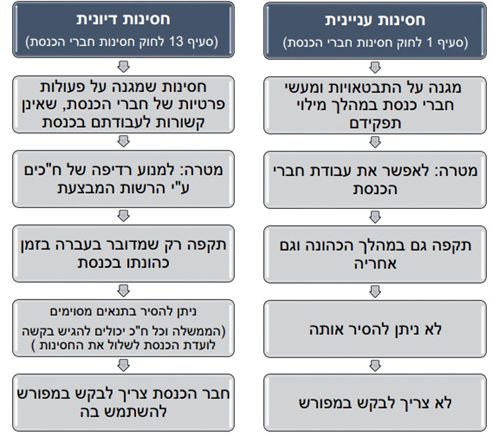 חסינות עניינית
(סעיף 1 לחוק חסינות חברי הכנסת)
מגנה על התבטאויות ומעשי
חברי כנסת במהלך מילוי
תפקידם
מטרה: לאפשר את עבודת חברי
הכנסת
תקפה גם במהלך הכהונה וגם
אחריה
לא ניתן להסיר אותה
לא צריך לבקש במפורש
חסינות דיונית
(סעיף 13 לחוק חסינות חברי הכנסת)
חסינות שמגנה על פעולות
פרטיות של חברי הכנסת, שאינן
קשורות לעבודתם בכנסת
מטרה: למנוע רדיפה של ח"כים
ע"י הרשות המבצעת
תקפה רק שמדובר בעברה בזמן
כהונתו בכנסת
ניתן להסיר בתנאים מסוימים
(הממשלה וכל ח"כ יכולים להגיש בקשה
לועדת הכנסת לשלול את החסינות )
חבר הכנסת צריך לבקש במפורש
להשתמש בה